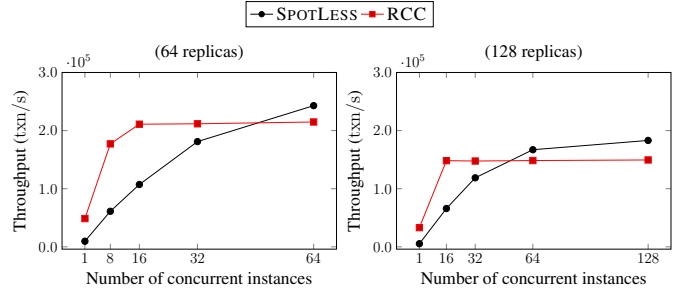 SPOTLESS RCC
(64 replicas)
·10^5
3.0
2.0
1.0
0.0
Throughput (txn/s)
1 8 16 32 64
Number of concurrent instances
(128 replicas)
·10^5
3.0
2.0
1.0
0.0
Throughput (txn/s)
1 16 32 64 128
Number of concurrent instances